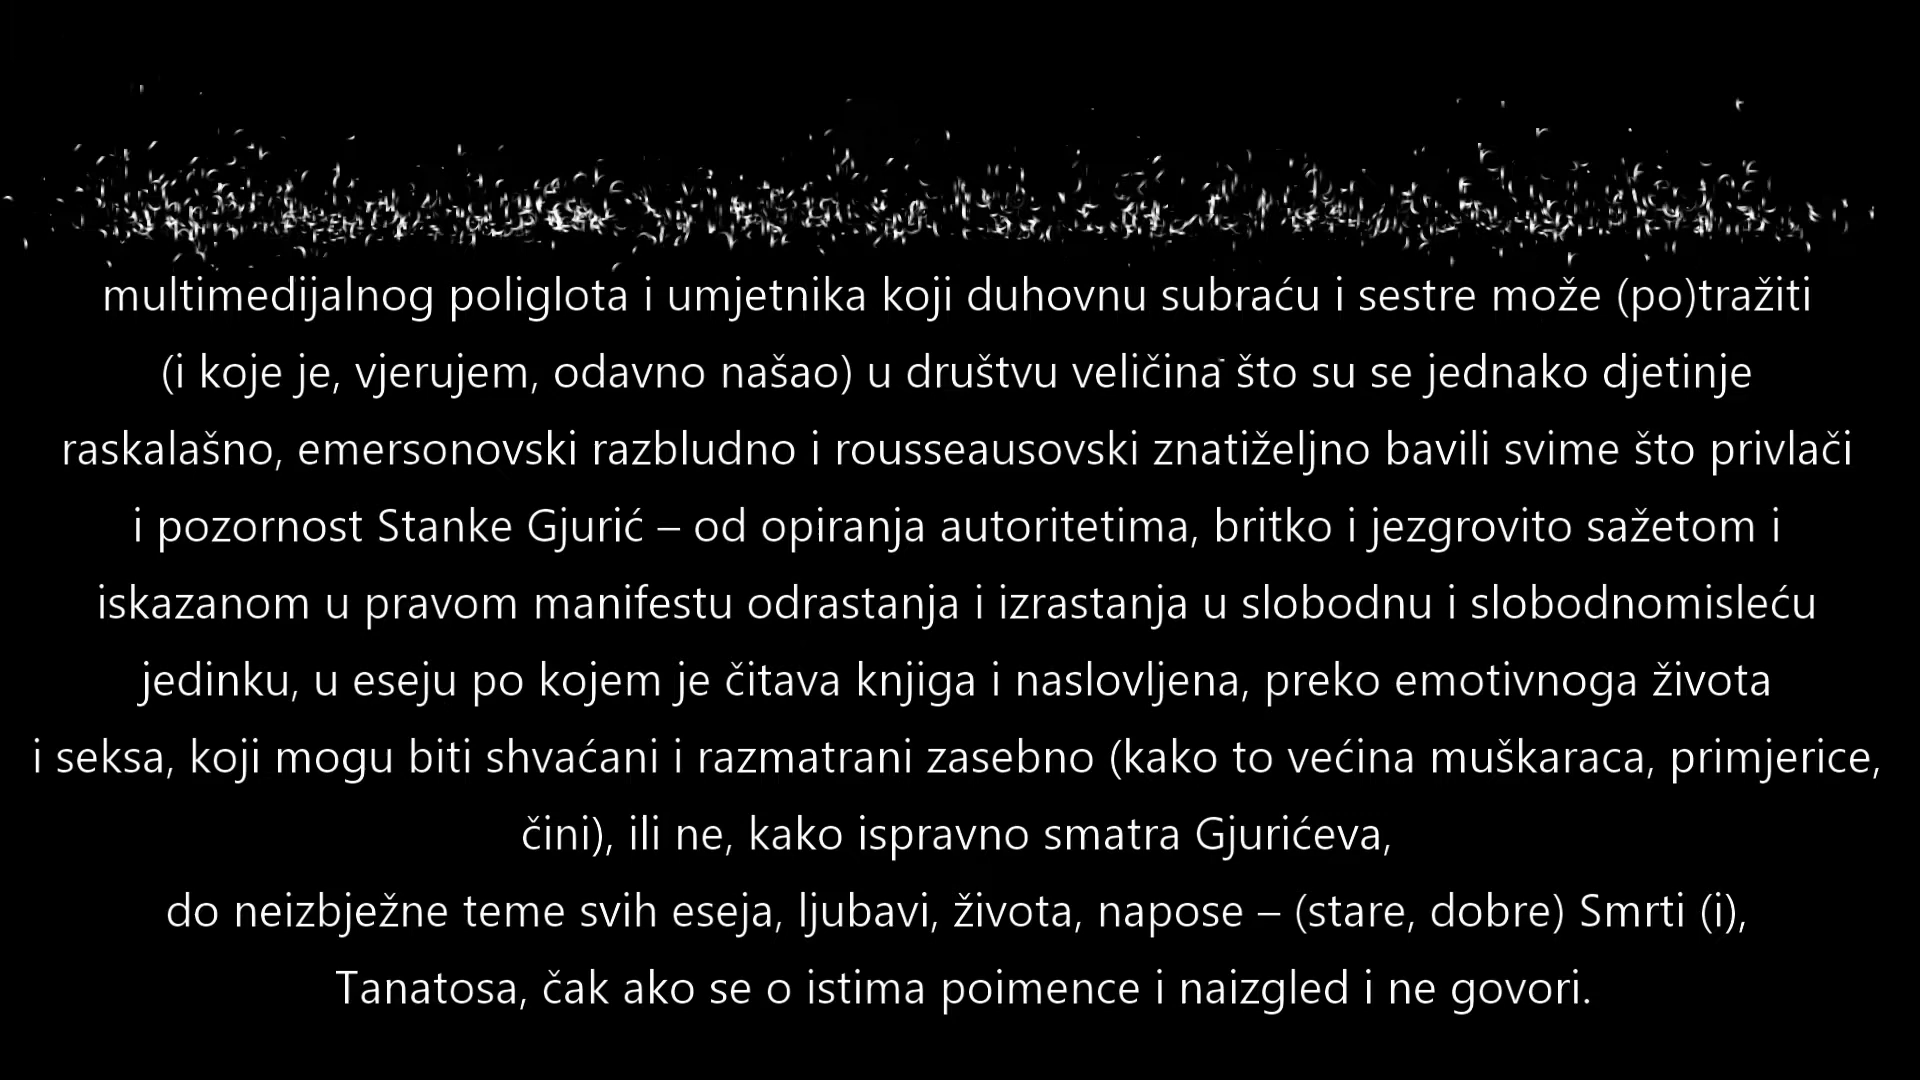 multimedijalnog poliglota i umjetnika koji duhovnu subraću i sestre može (po)tražiti
(i koje je, vjerujem, odavno našao) u društvu veličina što su se jednako djetinje
raskalašno, emersonovski razbludno i rousseausovski znatiželjno bavili svime što privlači
i pozornost Stanke Gjurić – od opiranja autoritetima, britko i jezgrovito sažetom i
iskazanom u pravom manifestu odrastanja i izrastanja u slobodnu i slobodnomisleću
jedinku, u eseju po kojem je čitava knjiga i naslovljena, preko emotivnoga života
i seksa, koji mogu biti shvaćani i razmatrani zasebno (kako to većina muškaraca, primjerice,
čini), ili ne, kako ispravno smatra Gjurićeva,
do neizbježne teme svih eseja, ljubavi, života, napose – (stare, dobre) Smrti (i),
Tanatosa, čak ako se o istima poimence i naizgled i ne govori.